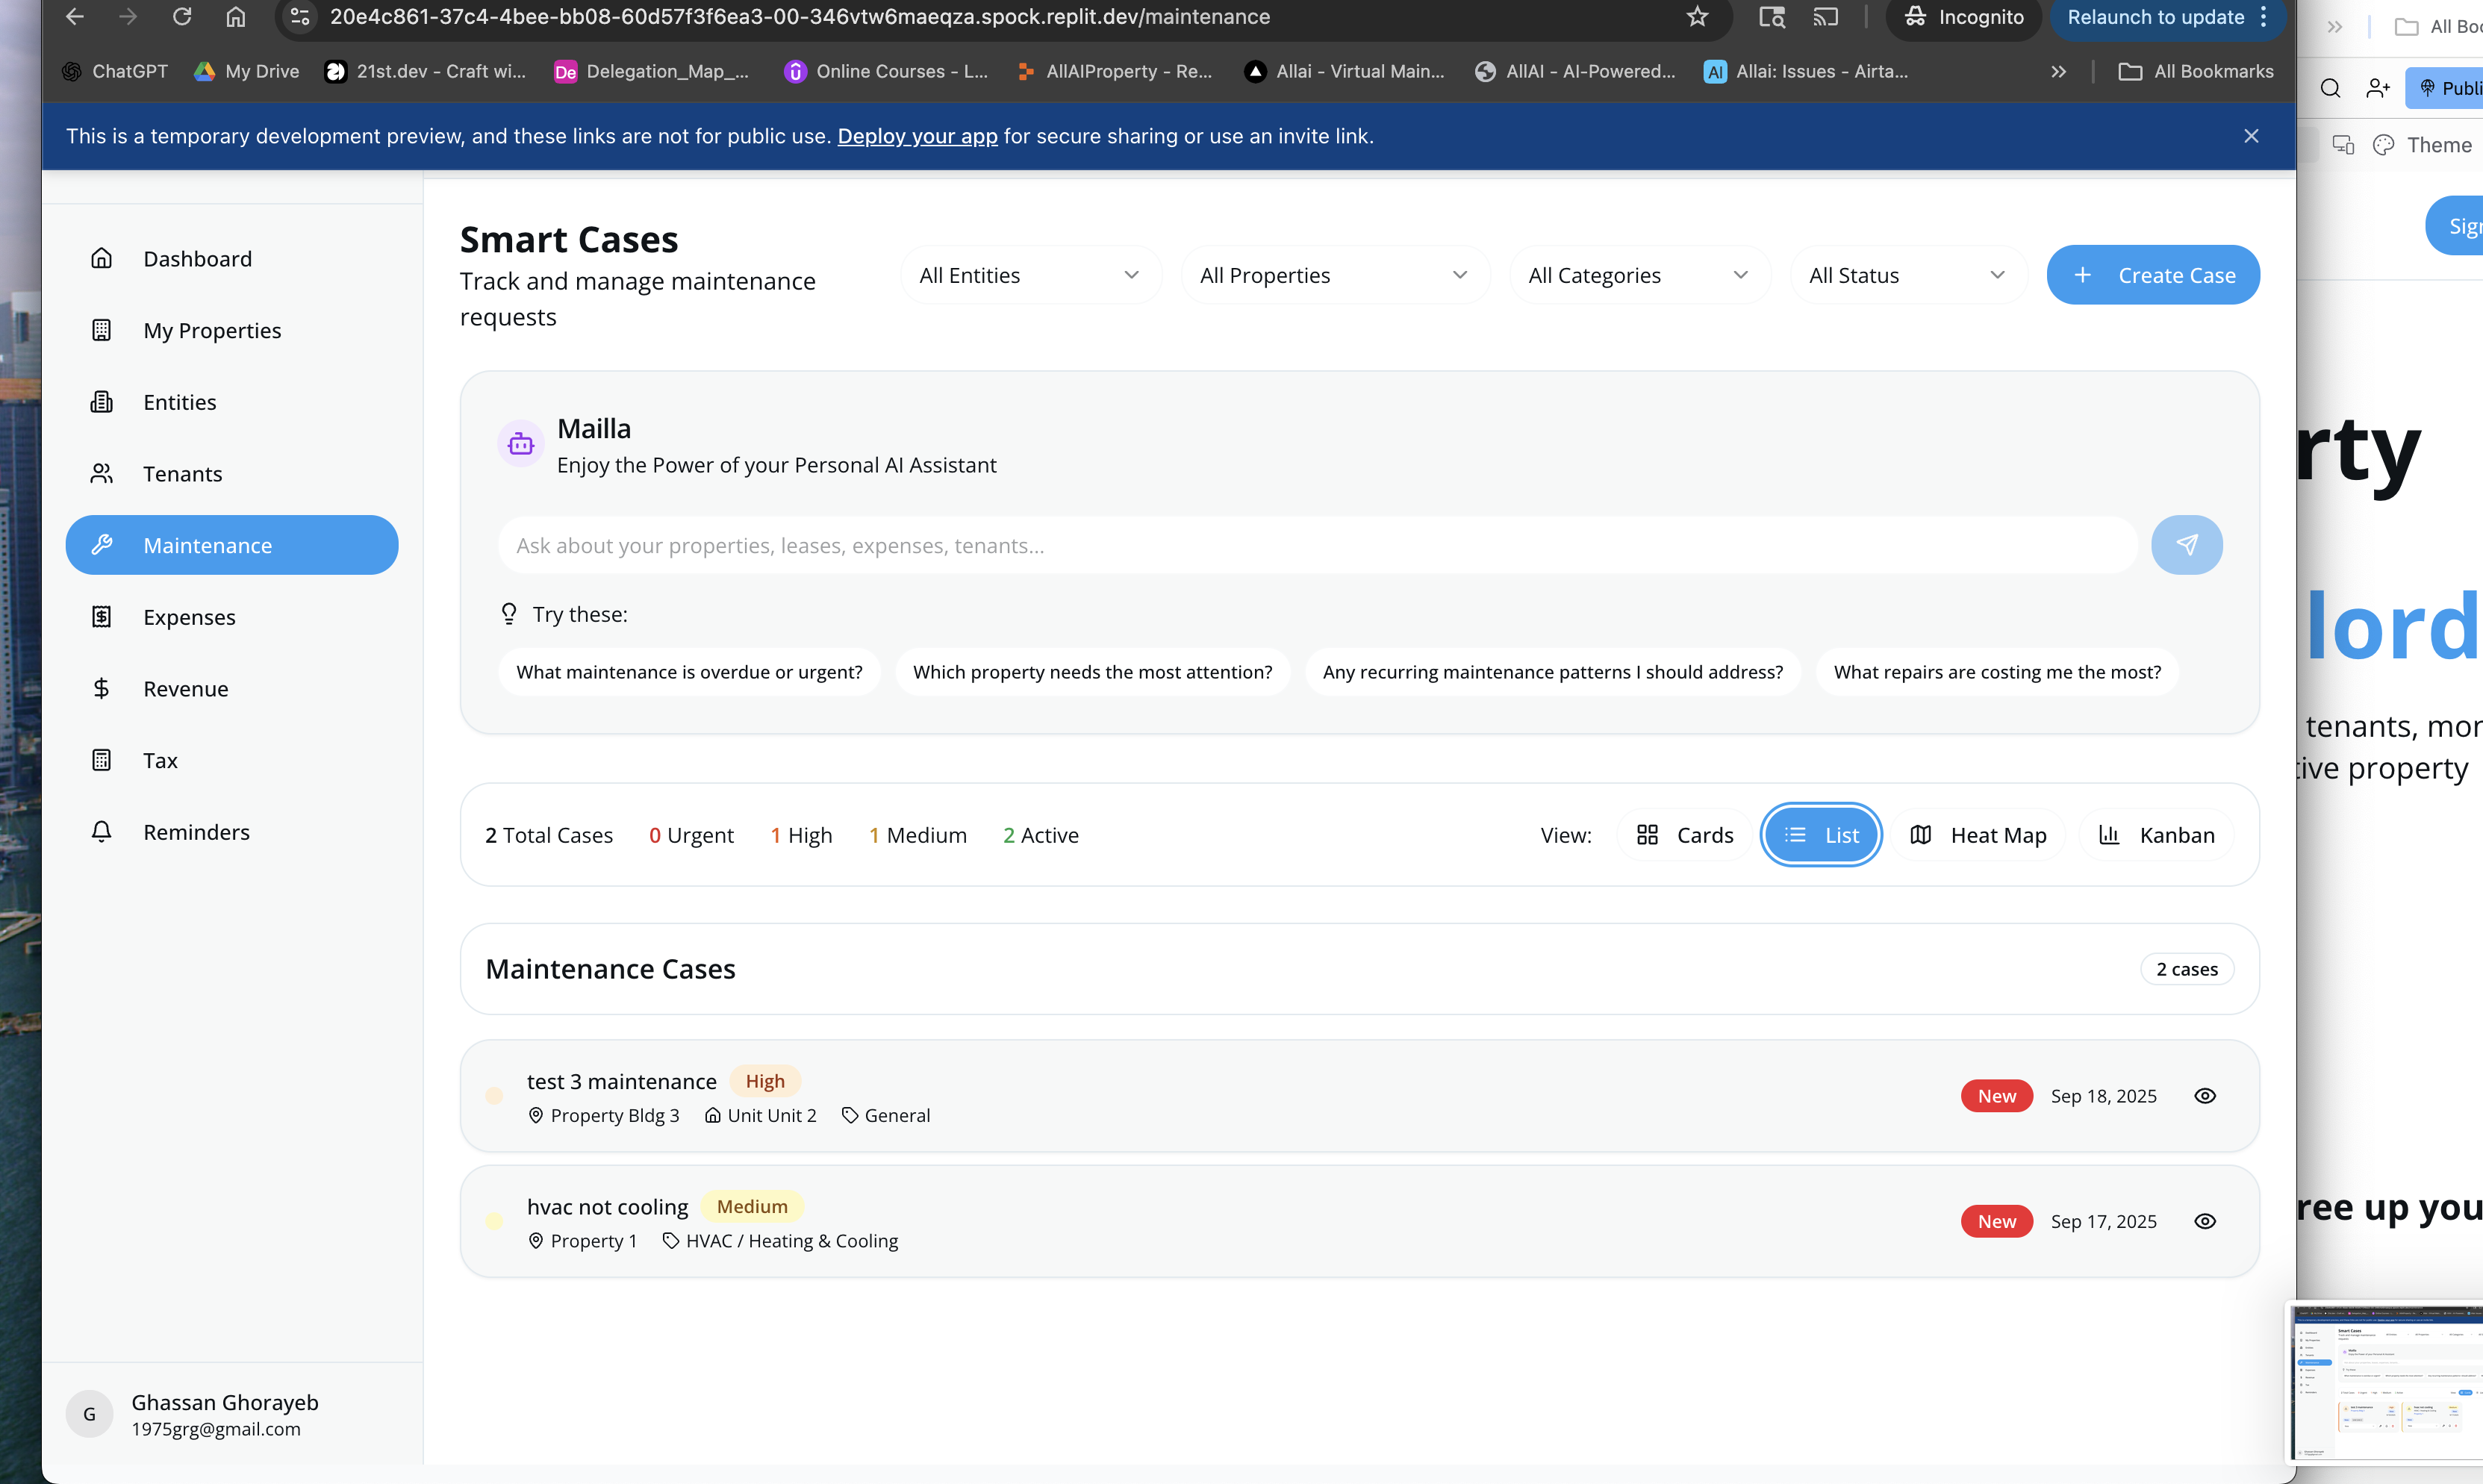 20e4c861-37c4-4bee-bb08-60d57f3f6ea3-00-346vtw6maeqza.spock.replit.dev/maintenance
Incognito
Relaunch to update
All Boo
ChatGPT
My Drive
21st.dev - Craft wi...
De Delegation_Map_...
Online Courses - L...
AllAIProperty - Re...
Allai - Virtual Main...
AllAI - AI-Powered...
AI Allai: Issues - Airta...
All Bookmarks
Publi
This is a temporary development preview, and these links are not for public use. Deploy your app for secure sharing or use an invite link.
Theme
Sign
Dashboard
My Properties
Entities
Tenants
Maintenance
Expenses
Revenue
Tax
Reminders
Smart Cases
Track and manage maintenance
requests
All Entities
All Properties
All Categories
All Status
+ Create Case
Mailla
Enjoy the Power of your Personal AI Assistant
Ask about your properties, leases, expenses, tenants...
Try these:
What maintenance is overdue or urgent?
Which property needs the most attention?
Any recurring maintenance patterns I should address?
What repairs are costing me the most?
2 Total Cases
0 Urgent
1 High
1 Medium
2 Active
View:
Cards
List
Heat Map
Kanban
Maintenance Cases
2 cases
test 3 maintenance
High
Property Bldg 3
Unit Unit 2
General
New
Sep 18, 2025
hvac not cooling
Medium
Property 1
HVAC / Heating & Cooling
New
Sep 17, 2025
G
Ghassan Ghorayeb
1975grg@gmail.com
rty
lord
tenants, mor
tive property
ree up you